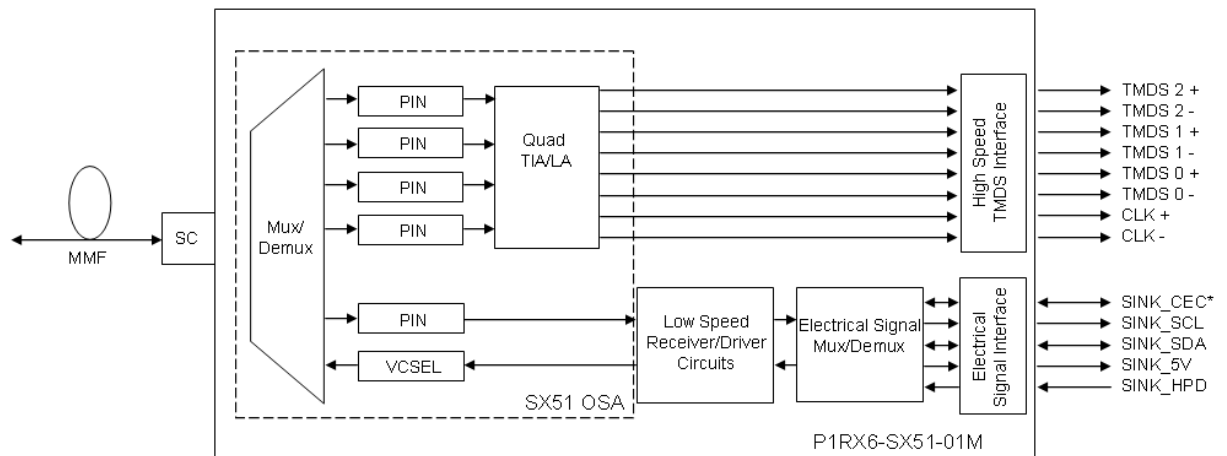 MMF
SC
Mux/
Demux
PIN
PIN
PIN
PIN
PIN
VCSEL
Quad
TIA/LA
SX51 OSA
Low Speed
Receiver/Driver
Circuits
Electrical Signal
Mux/Demux
High Speed
TMDS Interface
Electrical
Signal Interface
P1RX6-SX51-01M
TMDS 2 +
TMDS 2 -
TMDS 1 +
TMDS 1 -
TMDS 0 +
TMDS 0 -
CLK +
CLK -
SINK_CEC*
SINK_SCL
SINK_SDA
SINK_5V
SINK_HPD